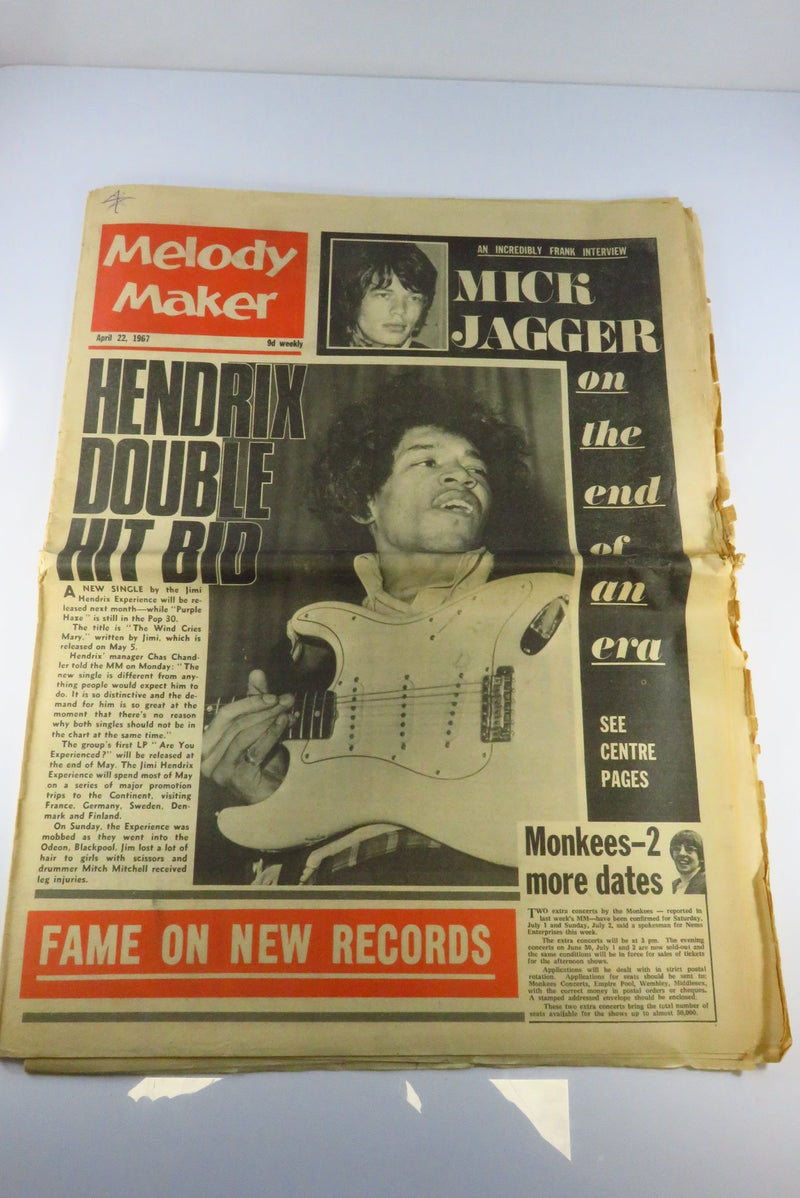 Melody
Maker
April 22, 1967
9d weekly
AN INCREDIBLY FRANK INTERVIEW
MICK
JAGGER
on
the
end
of
an
era
SEE
CENTRE
PAGES
HENDRIX
DOUBLE
HIT BID
A NEW SINGLE by the Jimi
Hendrix Experience will be re-
leased next month—while "Purple
Haze" is still in the Pop 30.
The title is "The Wind Cries
Mary," written by Jimi, which is
released on May 5.
Hendrix' manager Chas Chand-
ler told the MM on Monday: "The
new single is different from any-
thing people would expect him to
do. It is so distinctive and the de-
mand for him is so great at the
moment that there's no reason
why both singles should not be in
the chart at the same time."
The group's first LP "Are You
Experienced?" will be released at
the end of May. The Jimi Hendrix
Experience will spend most of May
on a series of major promotion
trips to the Continent, visiting
France, Germany, Sweden, Den-
mark and Finland.
On Sunday, the Experience was
mobbed as they went into the
Odeon, Blackpool. Jim lost a lot of
hair to girls with scissors and
drummer Mitch Mitchell received
leg injuries.
Monkees–2
more dates
TWO extra concerts by the Monkees — reported in
last week's MM—have been confirmed for Saturday,
July 1 and Sunday, July 2, said a spokesman for Nems
Enterprises this week.
The extra concerts will be at 3 pm. The evening
concerts on June 30, July 1 and 2 are now sold-out and
the same conditions will be in force for sales of tickets
for the afternoon shows.
Applications will be dealt with in strict postal
rotation. Applications for seats should be sent to:
Monkees Concerts, Empire Pool, Wembley, Middlesex,
with the correct money in postal orders or cheques.
A stamped addressed envelope should be enclosed.
These two extra concerts bring the total number of
seats available for the shows up to almost 50,000.
FAME ON NEW RECORDS